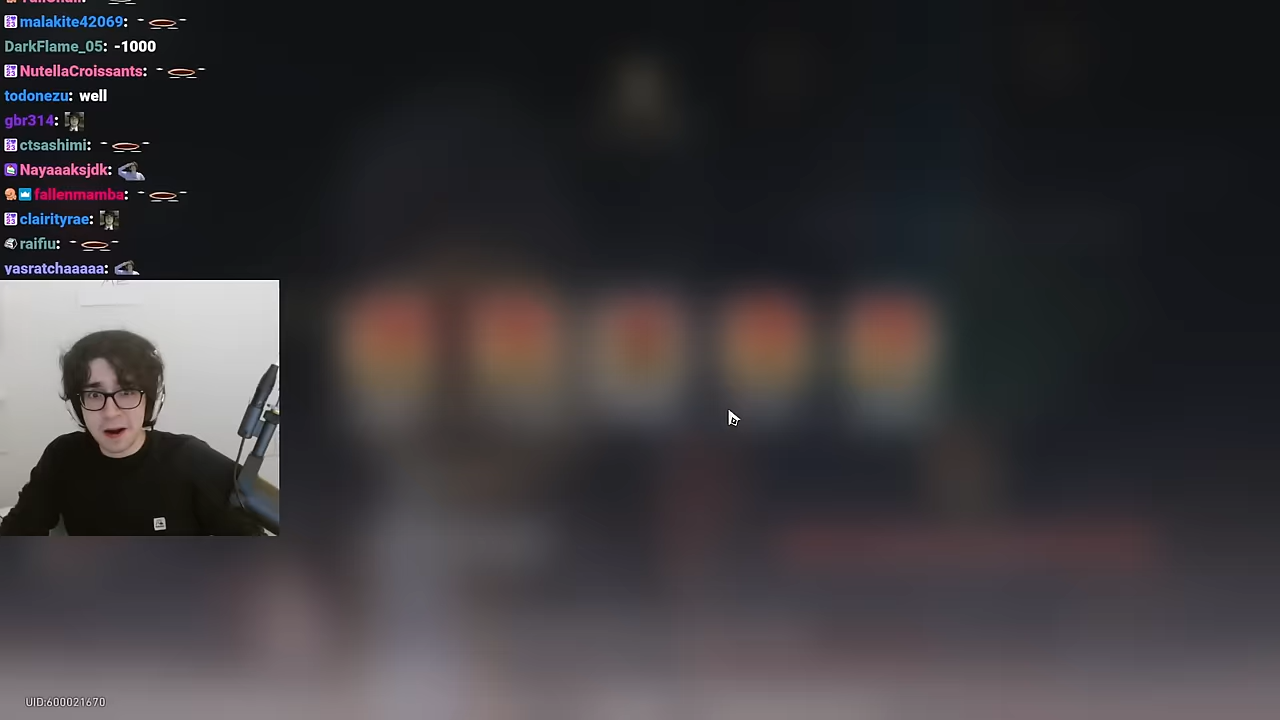 malakite42069:
DarkFlame_05: -1000
NutellaCroissants:
todonezu: well
gbr314:
ctsashimi:
Nayaaaksjdk:
fallenmamba:
clairityrae:
raifiu:
yasratchaaaaa:
UID:600021670